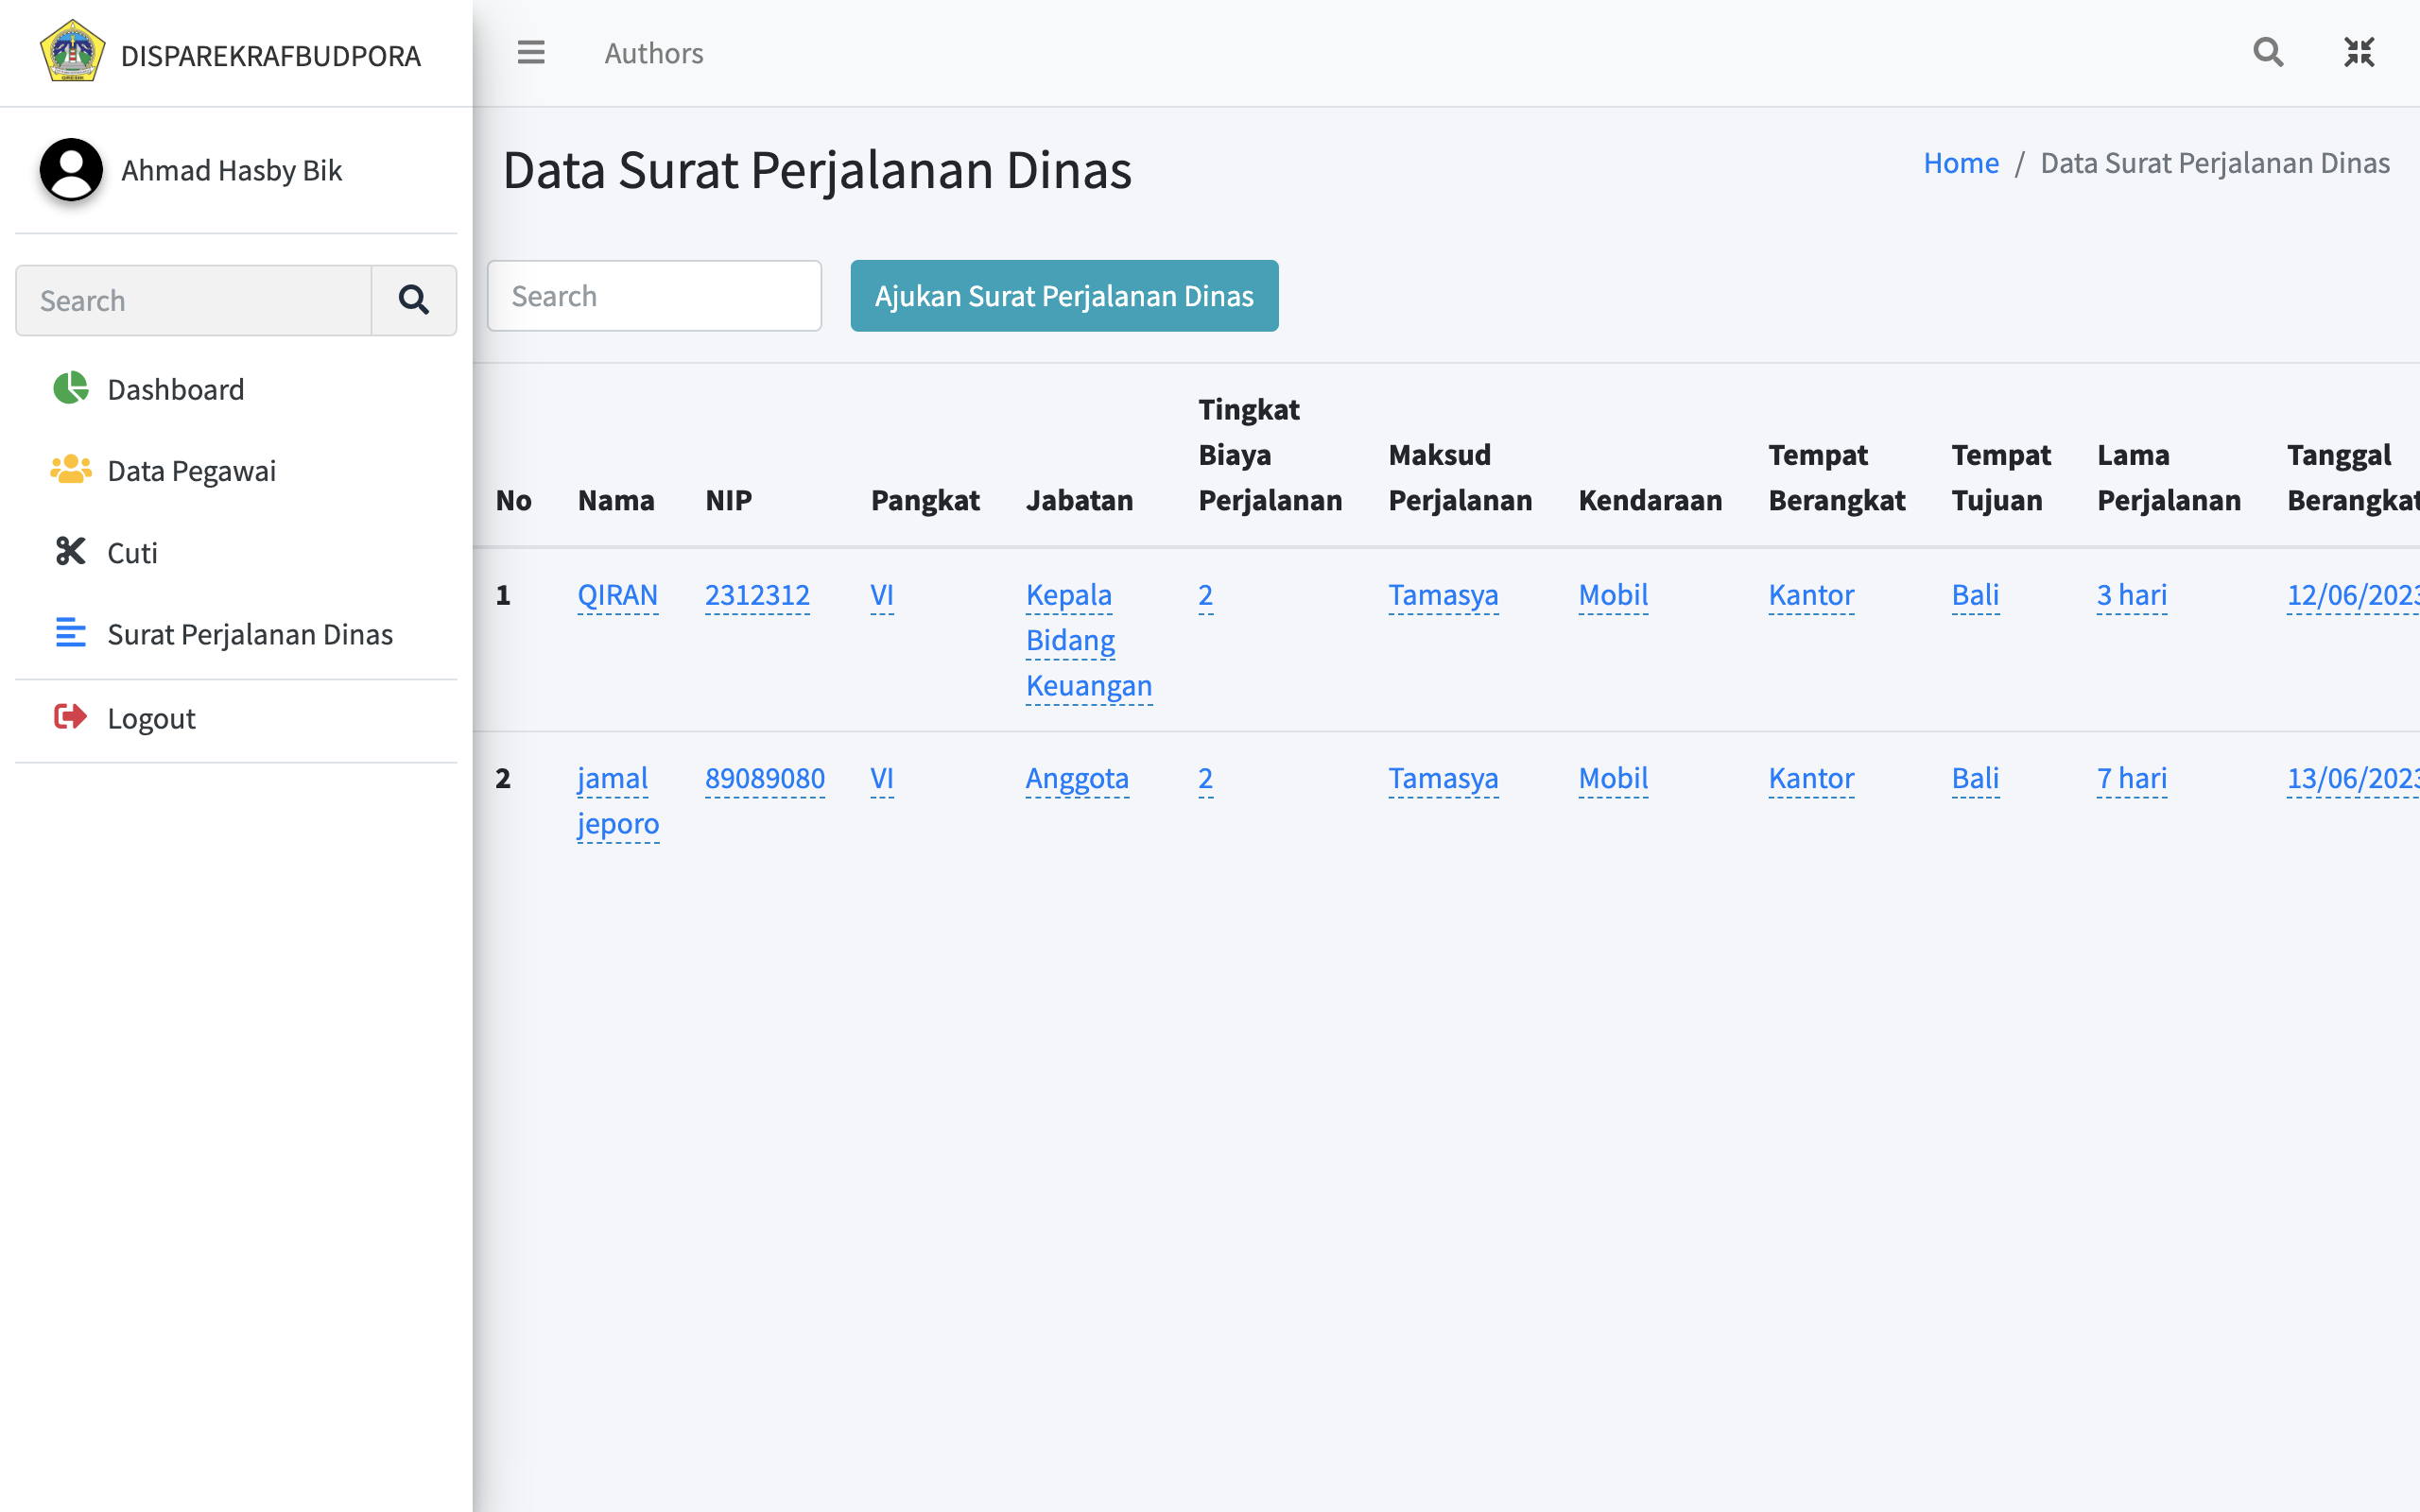 DISPAREKRAFBUDPORA
Authors
Ahmad Hasby Bik
Data Surat Perjalanan Dinas
Home / Data Surat Perjalanan Dinas
Search
Search
Ajukan Surat Perjalanan Dinas
Dashboard
Data Pegawai
Cuti
Surat Perjalanan Dinas
Logout
No Nama NIP Pangkat Jabatan Tingkat Biaya Perjalanan Maksud Perjalanan Kendaraan Tempat Berangkat Tempat Tujuan Lama Perjalanan Tanggal Berangkat
1 QIRAN 2312312 VI Kepala Bidang Keuangan 2 Tamasya Mobil Kantor Bali 3 hari 12/06/2023
2 jamal jeporo 89089080 VI Anggota 2 Tamasya Mobil Kantor Bali 7 hari 13/06/2023